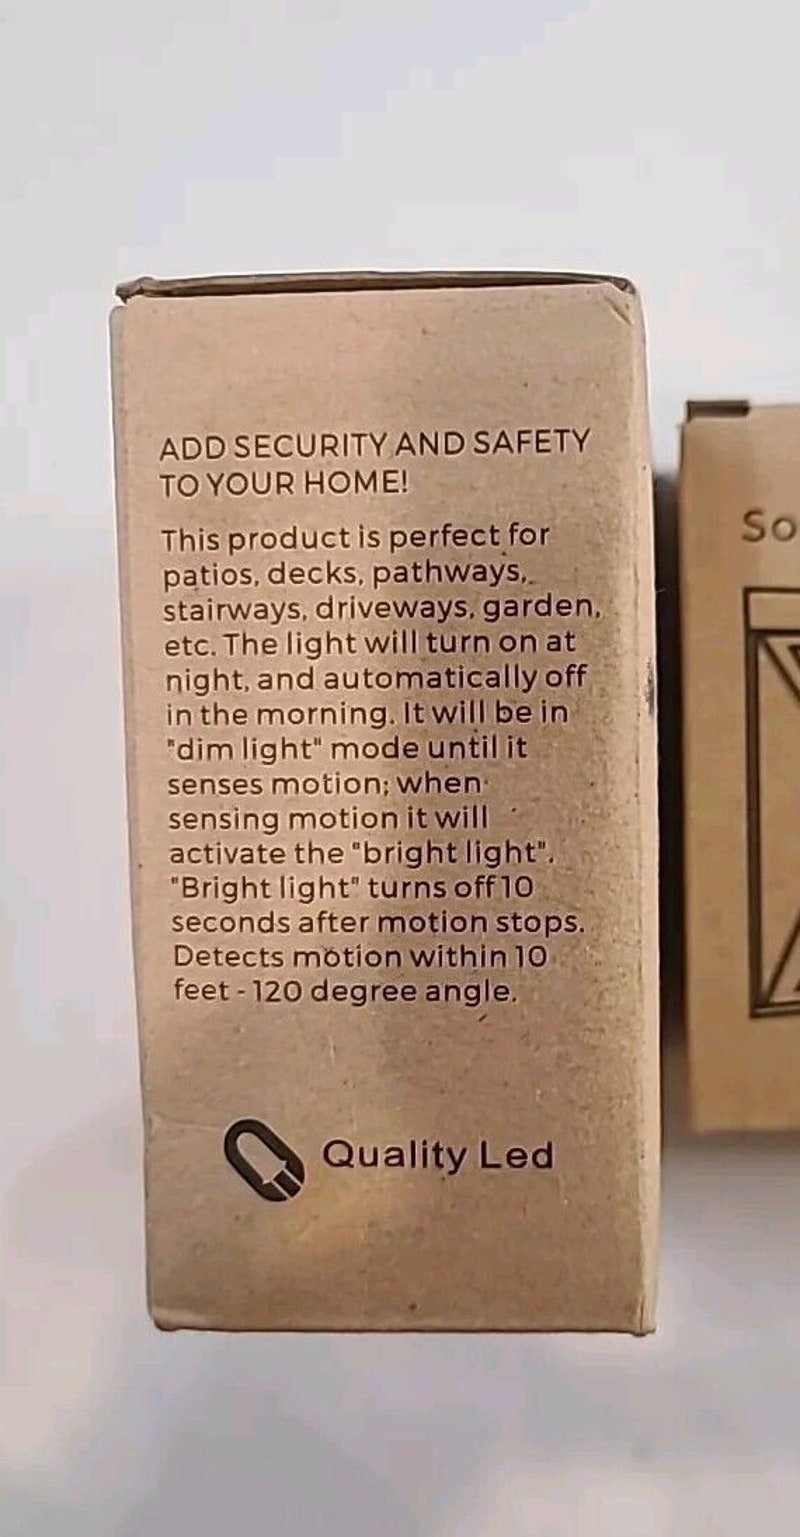 ADD SECURITY AND SAFETY
TO YOUR HOME!
This product is perfect for
patios, decks, pathways,
stairways, driveways, garden,
etc. The light will turn on at
night, and automatically off
in the morning. It will be in
"dim light" mode until it
senses motion; when
sensing motion it will
activate the "bright light".
"Bright light" turns off 10
seconds after motion stops.
Detects motion within 10
feet - 120 degree angle.
Quality Led
So